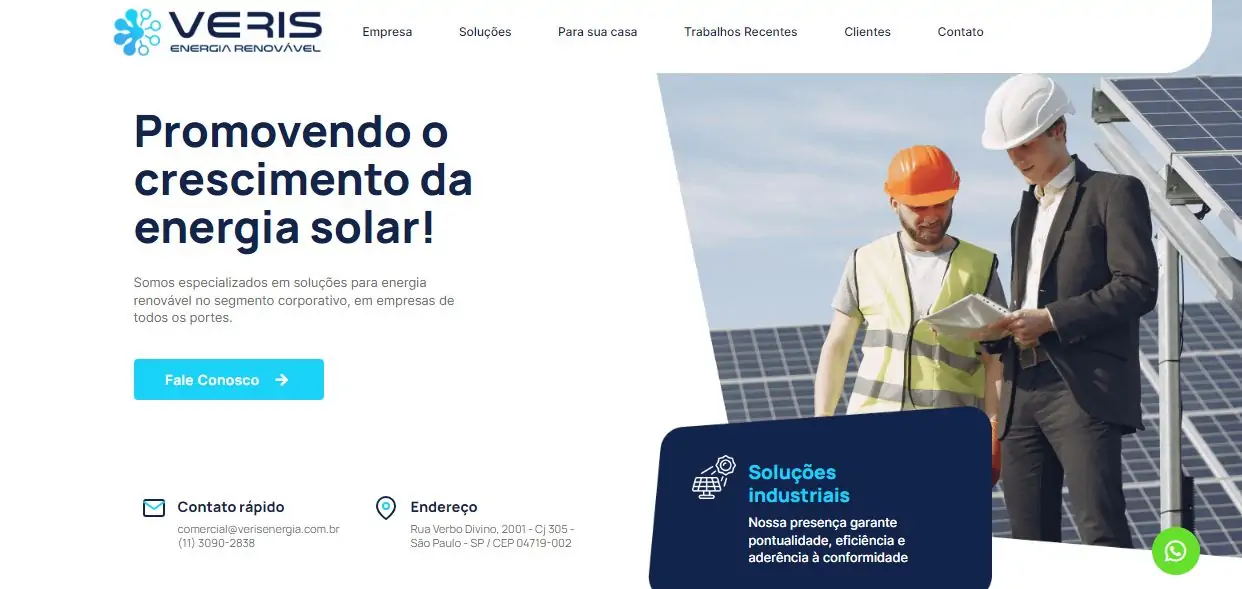 VERIS
ENERGIA RENOVÁVEL
Empresa
Soluções
Para sua casa
Trabalhos Recentes
Clientes
Contato
Promovendo o
crescimento da
energia solar!
Somos especializados em soluções para energia
renovável no segmento corporativo, em empresas de
todos os portes.
Fale Conosco
Contato rápido
comercial@verisenergia.com.br
(11) 3090-2838
Endereço
Rua Verbo Divino, 2001 - Cj 305 -
São Paulo - SP / CEP 04719-002
Soluções
industriais
Nossa presença garante
pontualidade, eficiência e
aderência à conformidade